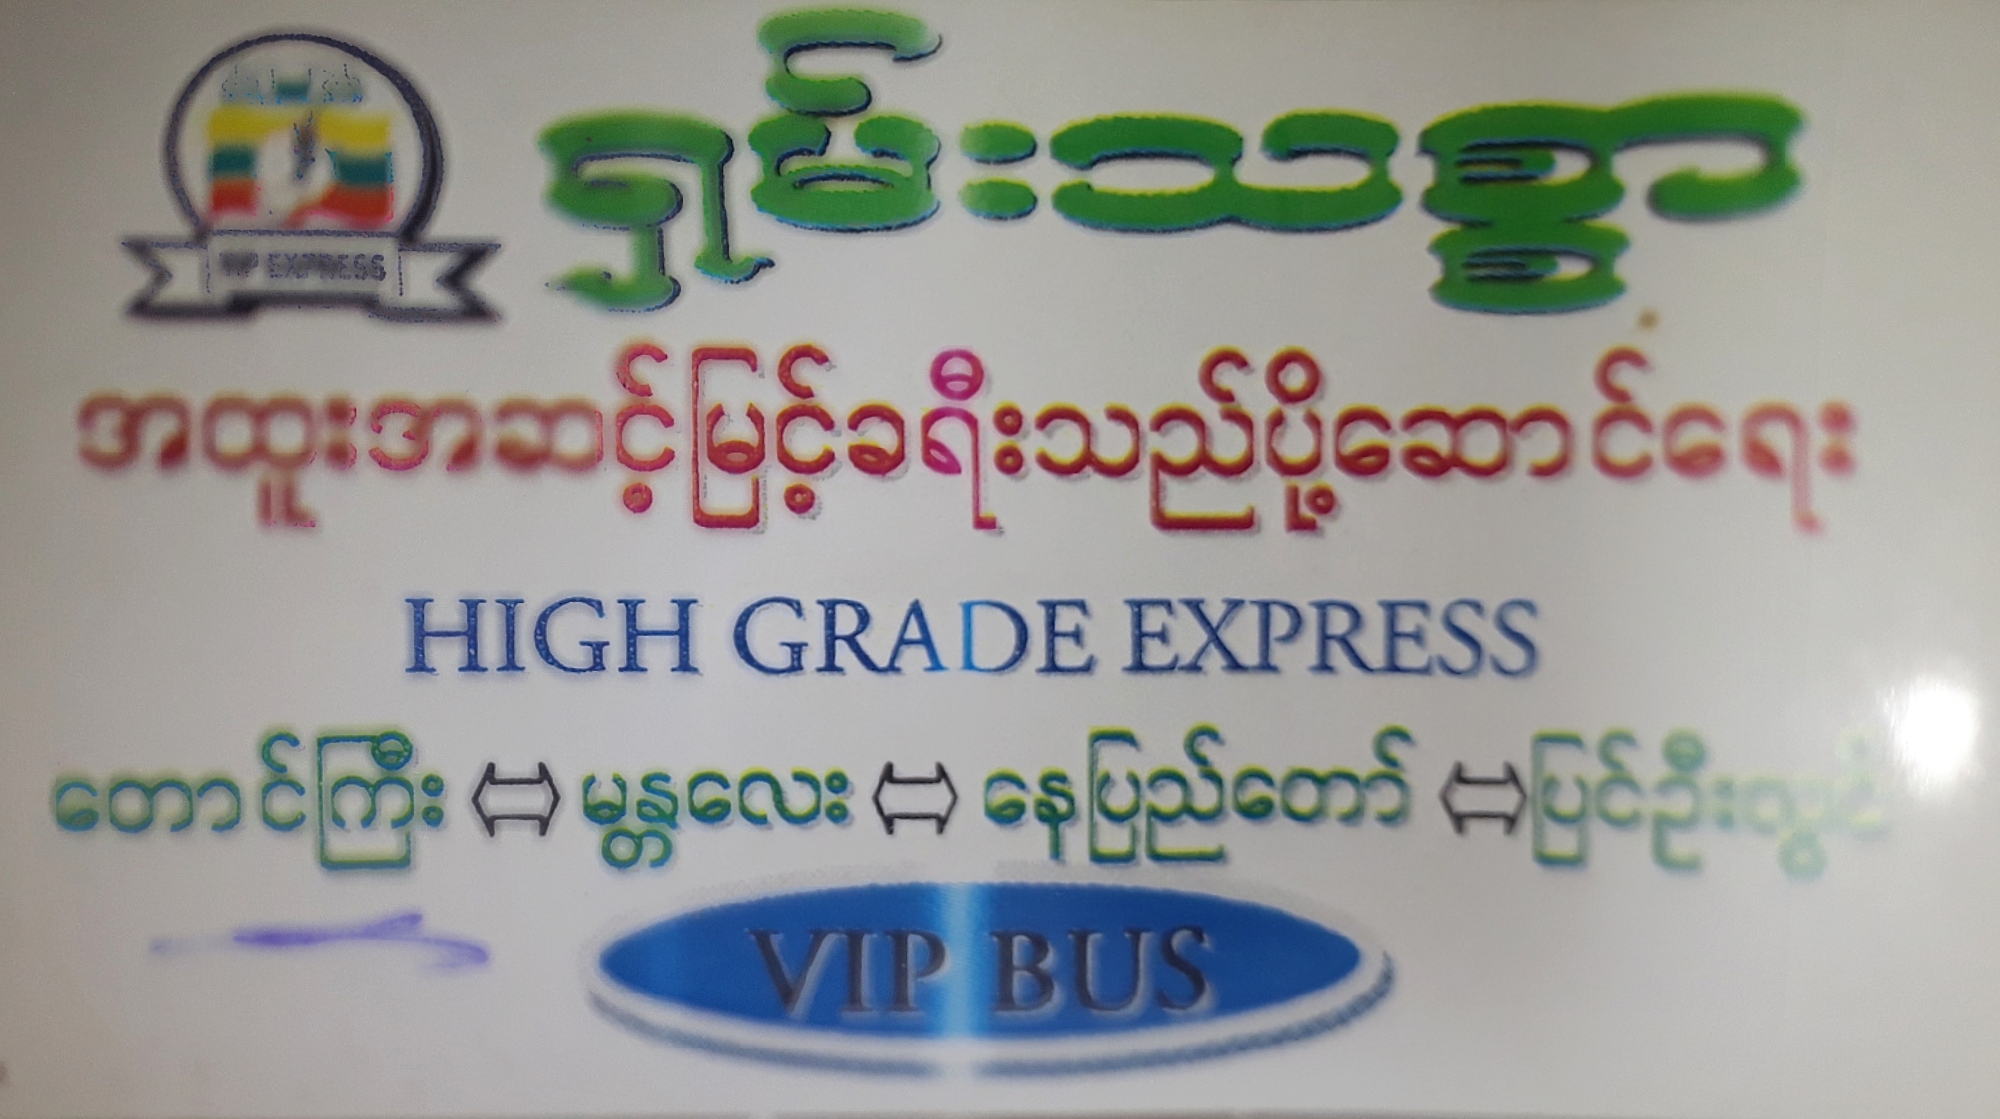 ရှမ်းသစ္စာ
VIP EXPRESS
အထူးအဆင့်မြင့်ခရီးသည်ပို့ဆောင်ရေး
HIGH GRADE EXPRESS
တောင်ကြီး ⇔ မန္တလေး ⇔ နေပြည်တော် ⇔ ပြင်ဦးလွင်
VIP BUS